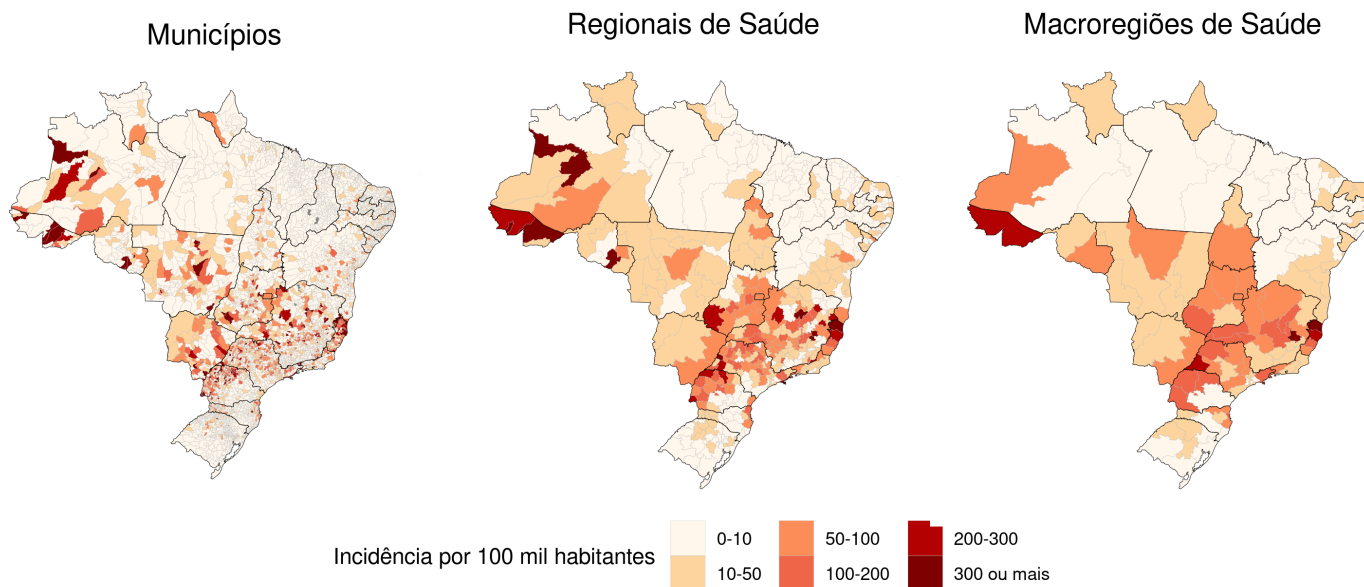 Municípios
Regionais de Saúde
Macroregiões de Saúde
Incidência por 100 mil habitantes
0-10
50-100
200-300
10-50
100-200
300 ou mais